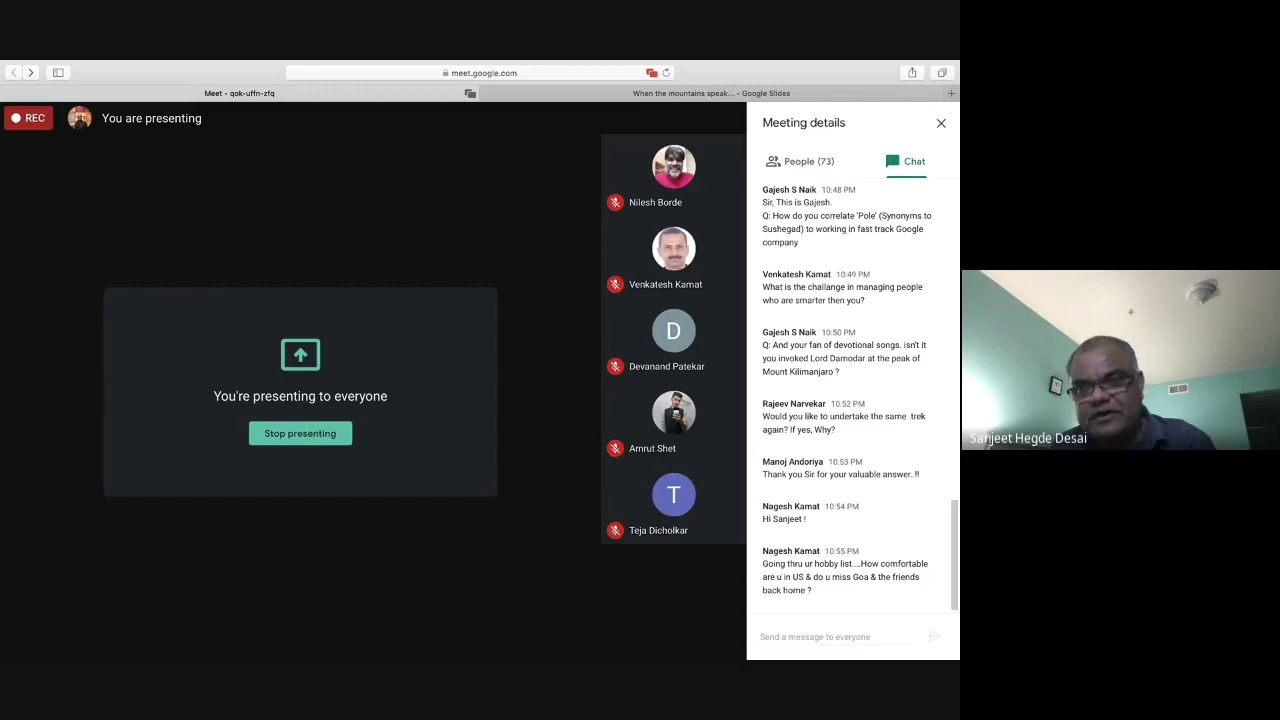 meet.google.com
Meet - qok-uffn-zfq
When the mountains speak... - Google Slides
REC
You are presenting
You're presenting to everyone
Stop presenting
Nilesh Borde
Venkatesh Kamat
D
Devanand Patekar
Amrut Shet
T
Teja Dicholkar
Meeting details
People (73)
Chat
Gajesh S Naik 10:48 PM
Sir, This is Gajesh.
Q: How do you correlate 'Pole' (Synonyms to
Sushegad) to working in fast track Google
company
Venkatesh Kamat 10:49 PM
What is the challange in managing people
who are smarter then you?
Gajesh S Naik 10:50 PM
Q: And your fan of devotional songs. isn't it
you invoked Lord Damodar at the peak of
Mount Kilimanjaro ?
Rajeev Narvekar 10:52 PM
Would you like to undertake the same trek
again? If yes, Why?
Manoj Andoriya 10:53 PM
Thank you Sir for your valuable answer..!!!
Nagesh Kamat 10:54 PM
Hi Sanjeet !
Nagesh Kamat 10:55 PM
Going thru ur hobby list....How comfortable
are u in US & do u miss Goa & the friends
back home ?
Send a message to everyone
Sanjeet Hegde Desai